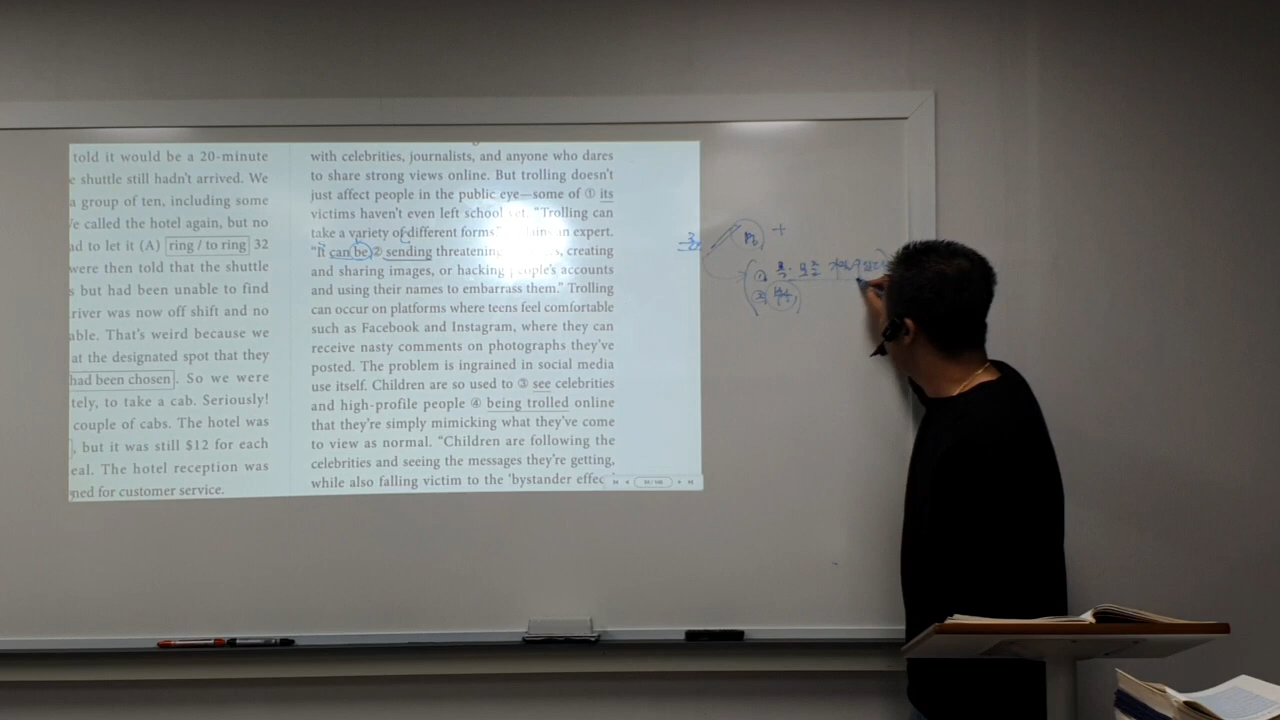 told it would be a 20-minute
e shuttle still hadn't arrived. We
a group of ten, including some
e called the hotel again, but no
ad to let it (A) ring / to ring 32
were then told that the shuttle
s but had been unable to find
river was now off shift and no
able. That's weird because we
at the designated spot that they
had been chosen. So we were
tely, to take a cab. Seriously!
couple of cabs. The hotel was
, but it was still $12 for each
eal. The hotel reception was
ned for customer service.
with celebrities, journalists, and anyone who dares
to share strong views online. But trolling doesn't
just affect people in the public eye—some of ① its
victims haven't even left school yet. "Trolling can
take a variety of different forms" an expert.
"It can be ② sending threatening creating
and sharing images, or hacking people's accounts
and using their names to embarrass them." Trolling
can occur on platforms where teens feel comfortable
such as Facebook and Instagram, where they can
receive nasty comments on photographs they've
posted. The problem is ingrained in social media
use itself. Children are so used to ③ see celebrities
and high-profile people ④ being trolled online
that they're simply mimicking what they've come
to view as normal. "Children are following the
celebrities and seeing the messages they're getting,
while also falling victim to the 'bystander effec
+
①
②